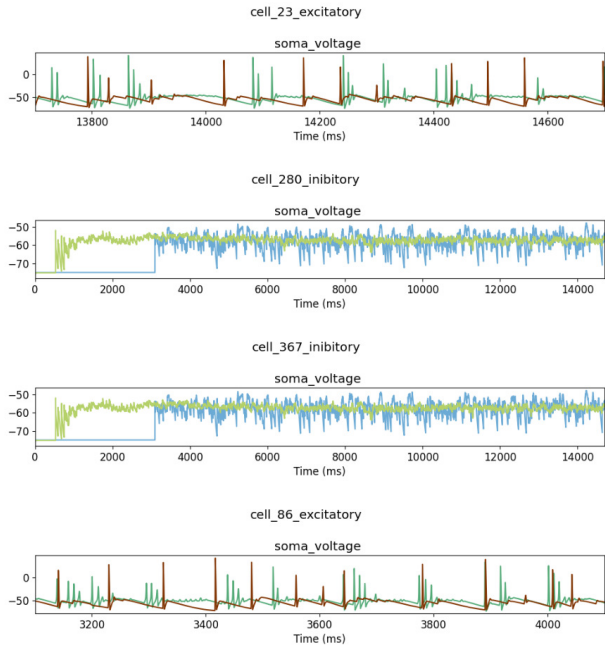 cell_23_excitatory
soma_voltage
0
−50
13800 14000 14200 14400 14600
Time (ms)
cell_280_inibitory
soma_voltage
−50
−60
−70
0 2000 4000 6000 8000 10000 12000 14000
Time (ms)
cell_367_inibitory
soma_voltage
−50
−60
−70
0 2000 4000 6000 8000 10000 12000 14000
Time (ms)
cell_86_excitatory
soma_voltage
0
−50
3200 3400 3600 3800 4000
Time (ms)